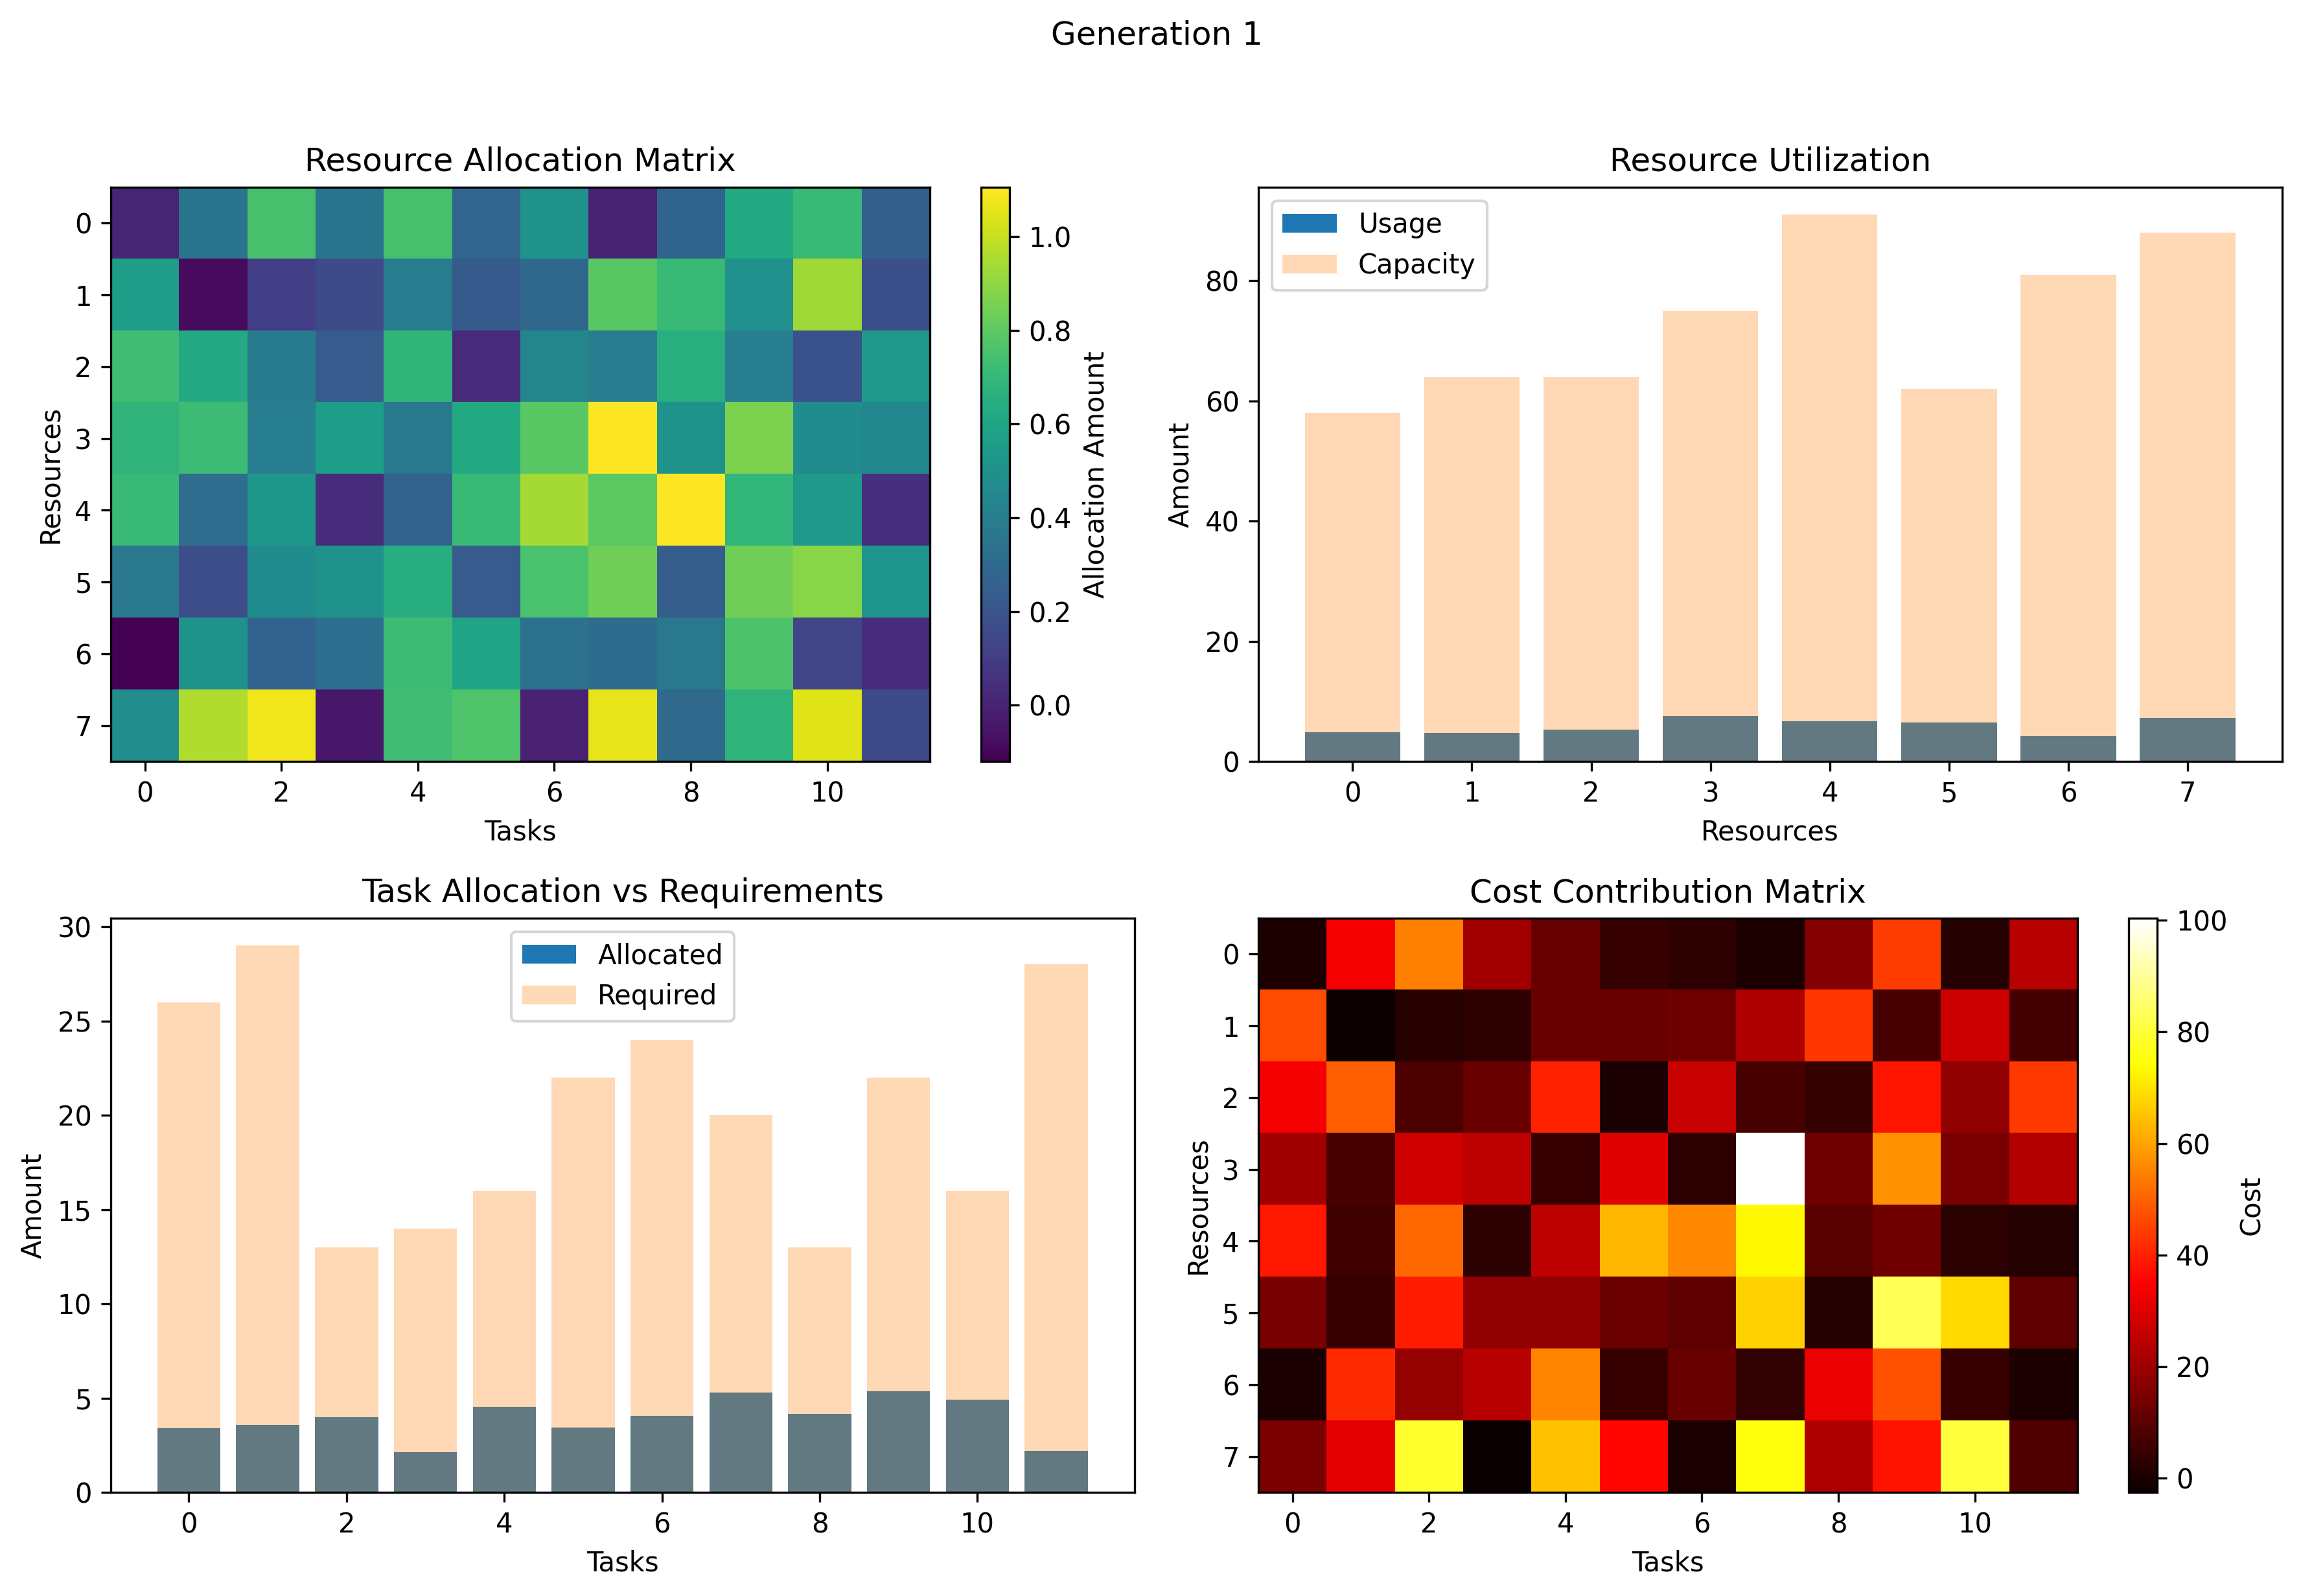 Generation 1
Resource Allocation Matrix
0
1
2
3
4
5
6
7
Resources
0 2 4 6 8 10
Tasks
1.0
0.8
0.6
0.4
0.2
0.0
Allocation Amount
Resource Utilization
Usage
Capacity
80
60
40
20
0
Amount
0 1 2 3 4 5 6 7
Resources
Task Allocation vs Requirements
Allocated
Required
30
25
20
15
10
5
0
Amount
0 2 4 6 8 10
Tasks
Cost Contribution Matrix
0
1
2
3
4
5
6
7
Resources
0 2 4 6 8 10
Tasks
100
80
60
40
20
0
Cost